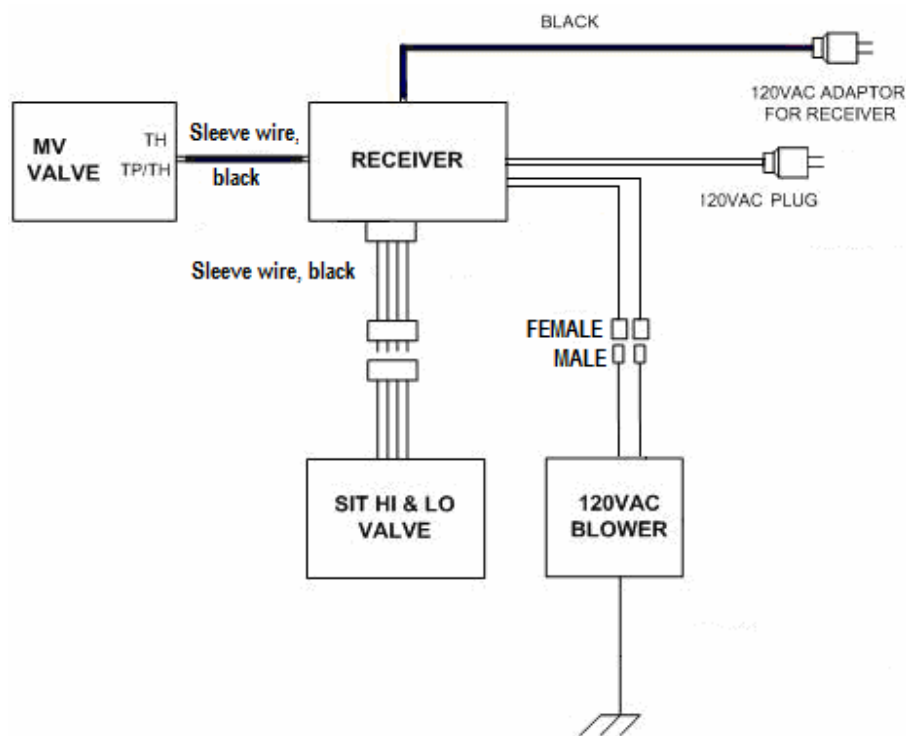 BLACK
120VAC ADAPTOR
FOR RECEIVER
MV
VALVE
TH
TP/TH
Sleeve wire,
black
RECEIVER
120VAC PLUG
Sleeve wire, black
FEMALE
MALE
SIT HI & LO
VALVE
120VAC
BLOWER